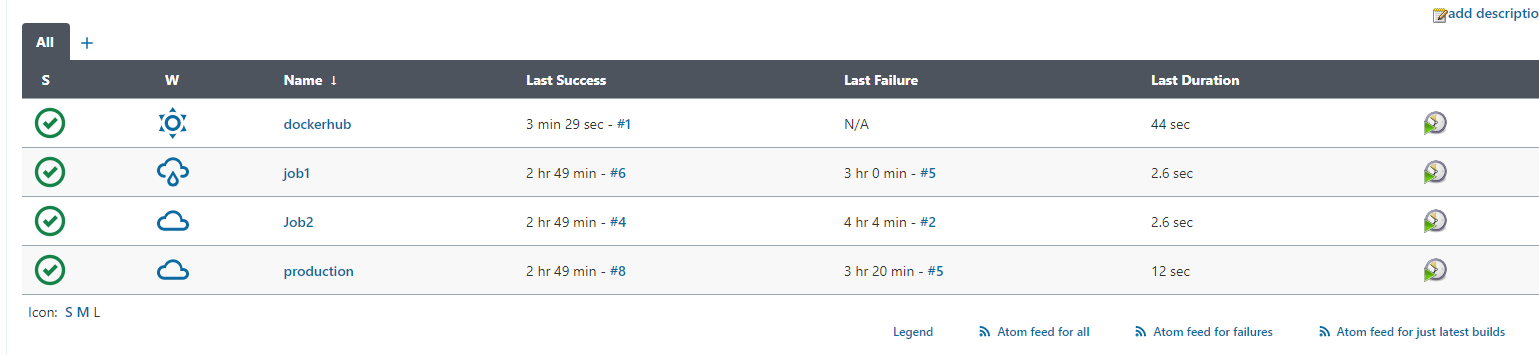 add descriptio
All +
S W Name ↓ Last Success Last Failure Last Duration
dockerhub 3 min 29 sec - #1 N/A 44 sec
job1 2 hr 49 min - #6 3 hr 0 min - #5 2.6 sec
Job2 2 hr 49 min - #4 4 hr 4 min - #2 2.6 sec
production 2 hr 49 min - #8 3 hr 20 min - #5 12 sec
Icon: S M L
Legend Atom feed for all Atom feed for failures Atom feed for just latest builds